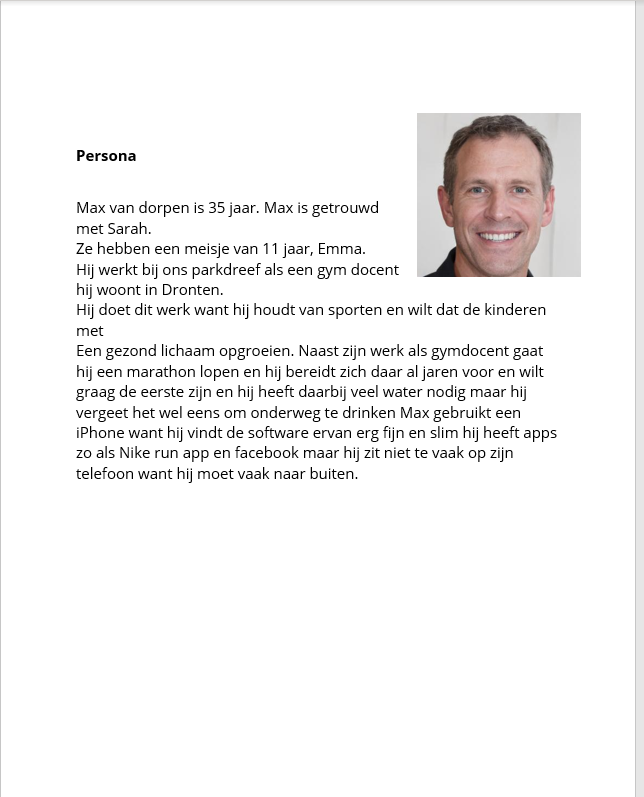 Persona
Max van dorpen is 35 jaar. Max is getrouwd
met Sarah.
Ze hebben een meisje van 11 jaar, Emma.
Hij werkt bij ons parkdreef als een gym docent
hij woont in Dronten.
Hij doet dit werk want hij houdt van sporten en wilt dat de kinderen
met
Een gezond lichaam opgroeien. Naast zijn werk als gymdocent gaat
hij een marathon lopen en hij bereidt zich daar al jaren voor en wilt
graag de eerste zijn en hij heeft daarbij veel water nodig maar hij
vergeet het wel eens om onderweg te drinken Max gebruikt een
iPhone want hij vindt de software ervan erg fijn en slim hij heeft apps
zo als Nike run app en facebook maar hij zit niet te vaak op zijn
telefoon want hij moet vaak naar buiten.